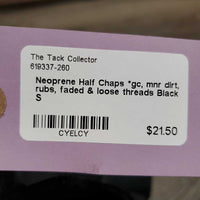 The Tack Collector
619337-260
Neoprene Half Chaps *gc, mnr dirt,
rubs, faded & loose threads Black
S
CYELCY
$21.50